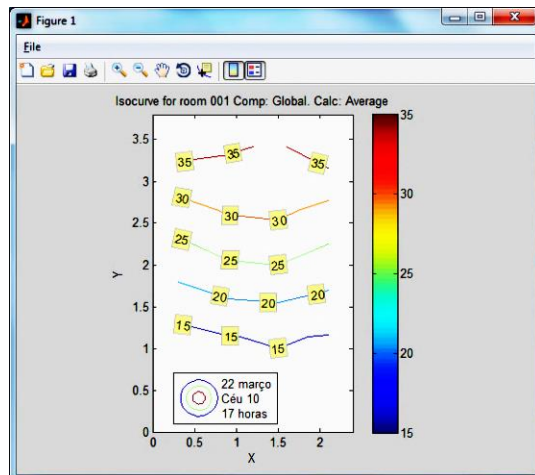 Figure 1
File
Isocurve for room 001 Comp: Global. Calc: Average
3.5
3
2.5
2
1.5
1
0.5
0
Y
35 35 35
30 30 30
25 25 25
20 20 20
15 15 15
22 março
Céu 10
17 horas
0 0.5 1 1.5 2
X
35
30
25
20
15